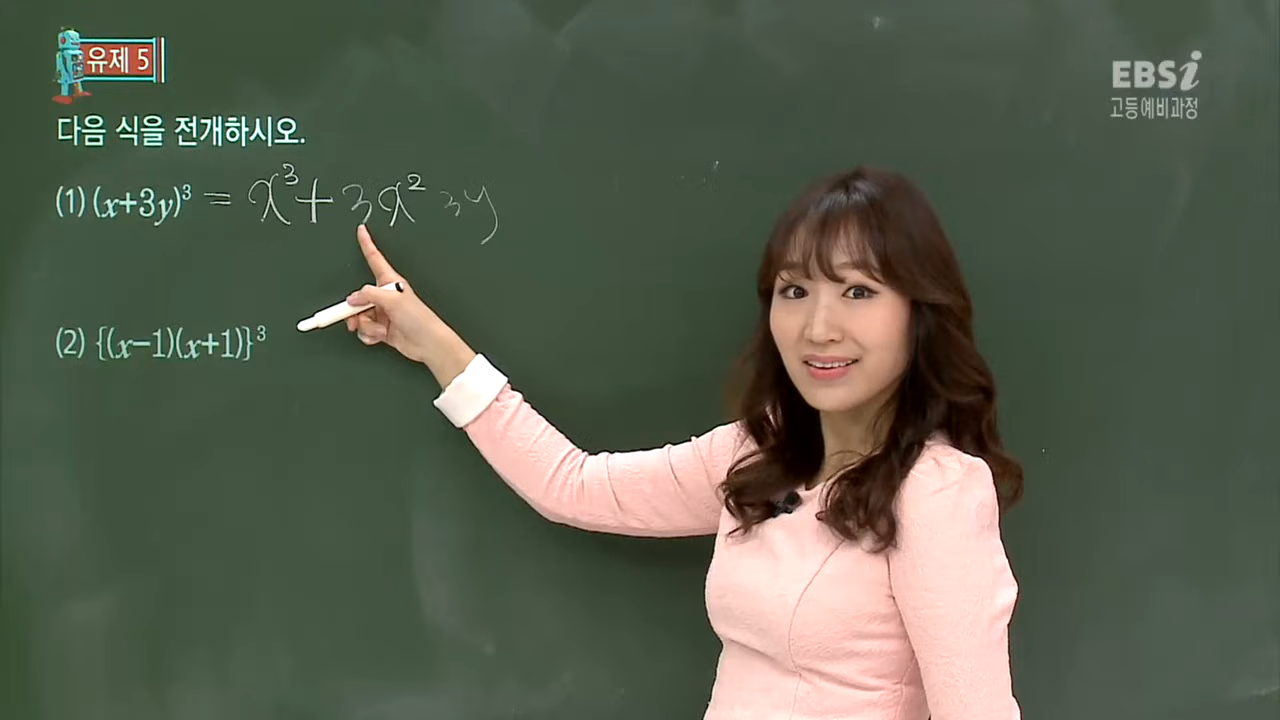 유제 5
EBSi
고등예비과정
다음 식을 전개하시오.
(1) (x+3y)³ = x³+3x² 3y
(2) {(x−1)(x+1)}³